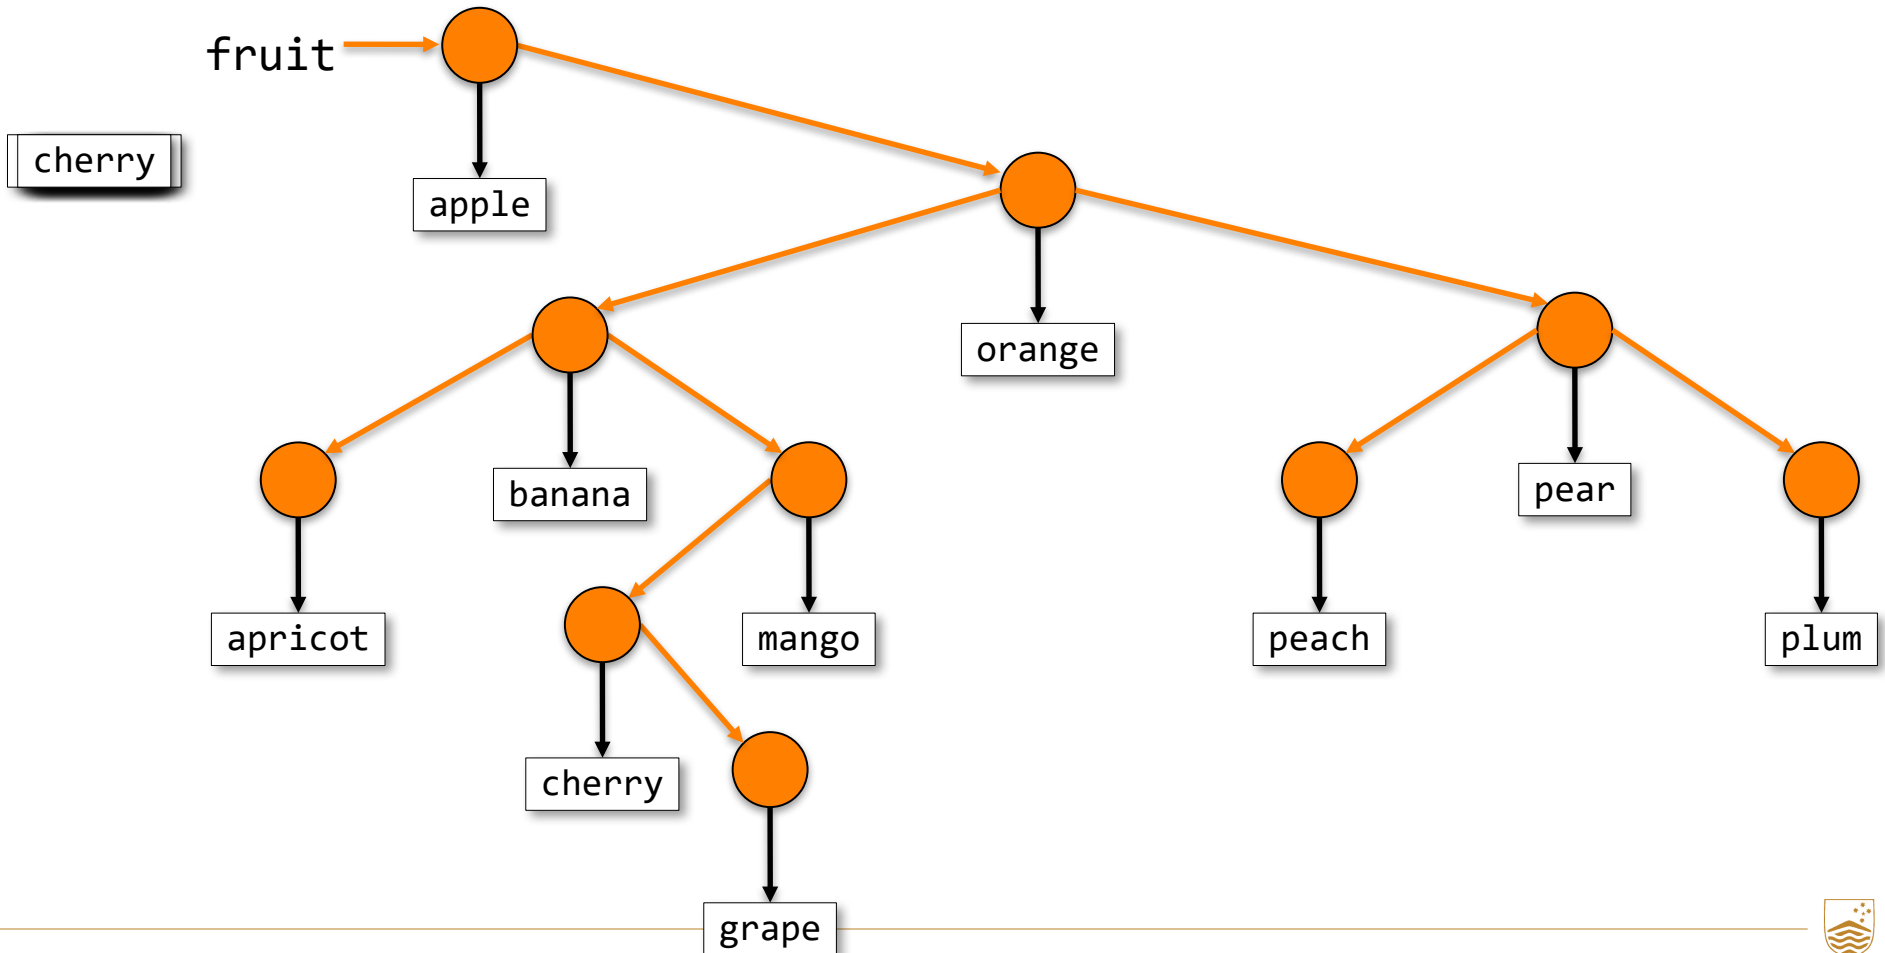 fruit
cherry
apple
orange
banana
pear
apricot
mango
peach
plum
cherry
grape